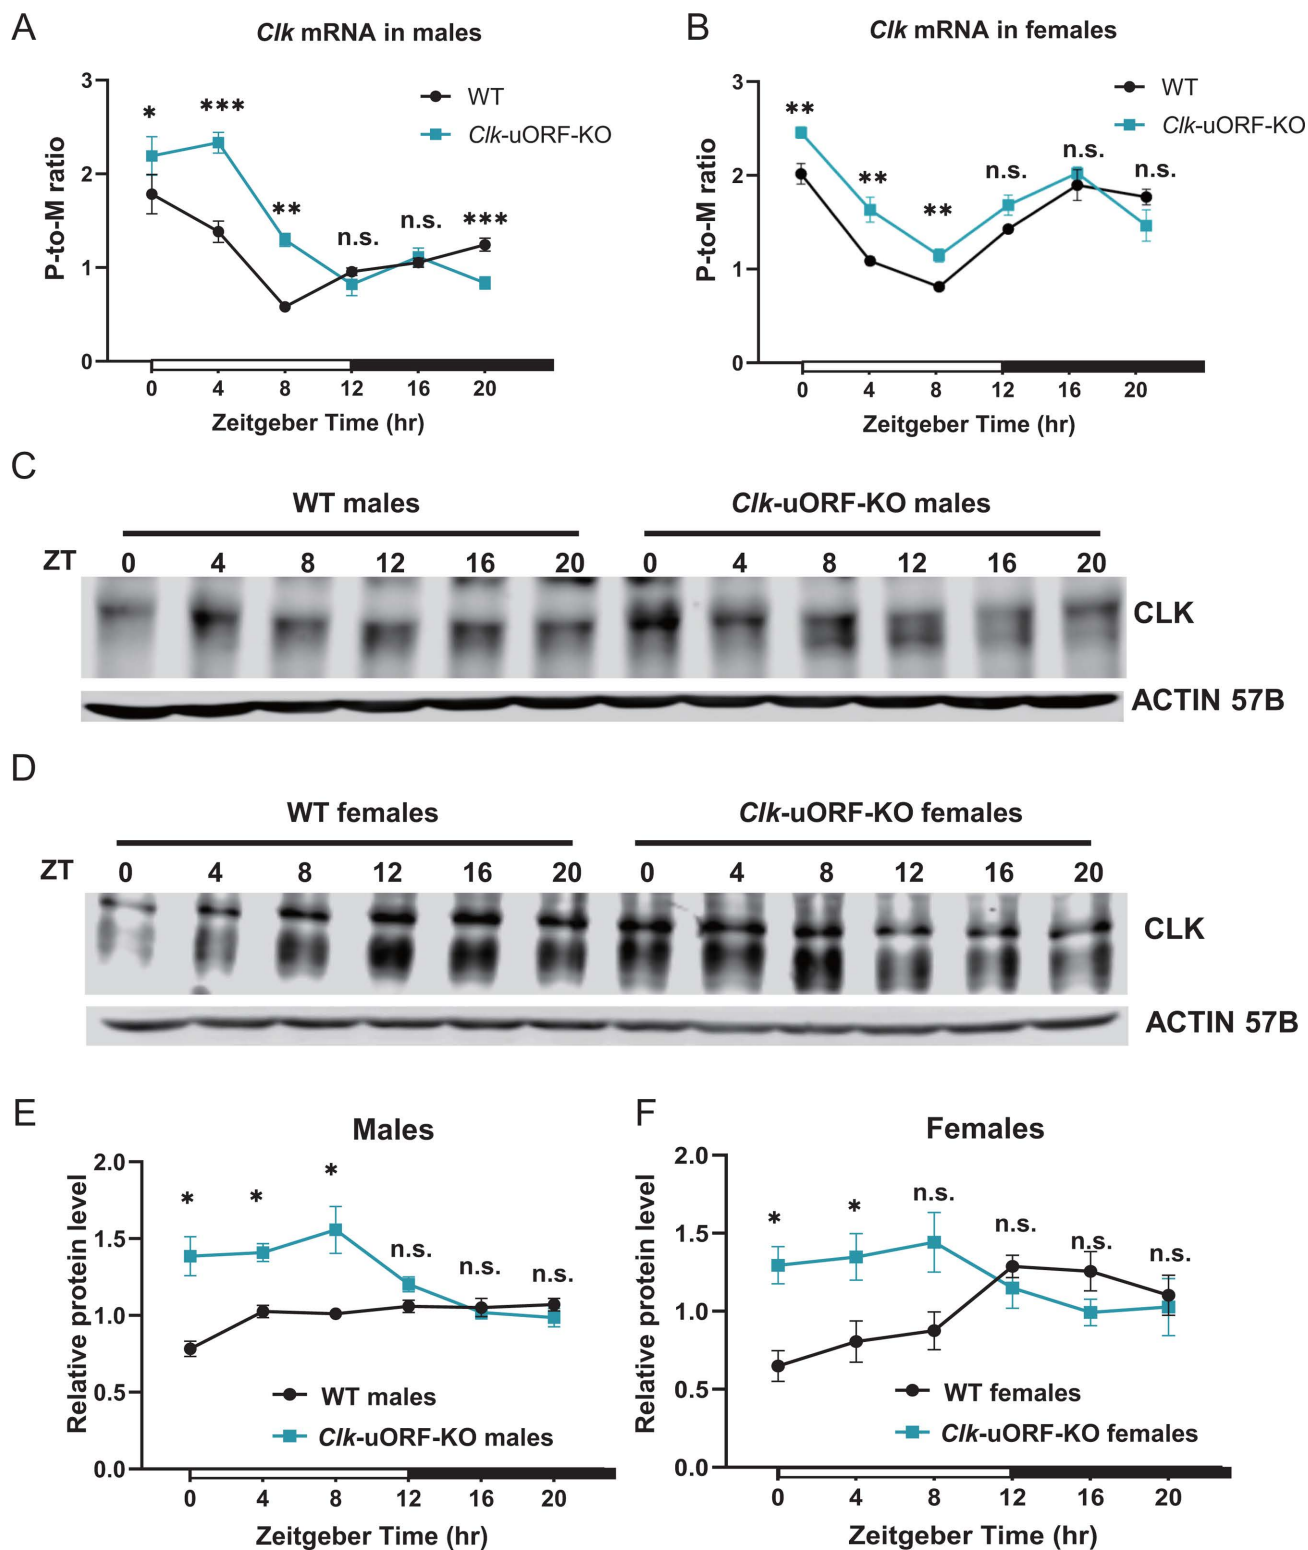 A
Clk mRNA in males
P-to-M ratio
3
2
1
0
* *** ** n.s. n.s. ***
WT
Clk-uORF-KO
0 4 8 12 16 20
Zeitgeber Time (hr)
B
Clk mRNA in females
P-to-M ratio
3
2
1
0
** ** ** n.s. n.s. n.s.
WT
Clk-uORF-KO
0 4 8 12 16 20
Zeitgeber Time (hr)
C
WT males Clk-uORF-KO males
ZT 0 4 8 12 16 20 0 4 8 12 16 20
CLK
ACTIN 57B
D
WT females Clk-uORF-KO females
ZT 0 4 8 12 16 20 0 4 8 12 16 20
CLK
ACTIN 57B
E
Males
Relative protein level
2.0
1.5
1.0
0.5
0.0
* * * n.s. n.s. n.s.
WT males
Clk-uORF-KO males
0 4 8 12 16 20
Zeitgeber Time (hr)
F
Females
Relative protein level
2.0
1.5
1.0
0.5
0.0
* * n.s. n.s. n.s. n.s.
WT females
Clk-uORF-KO females
0 4 8 12 16 20
Zeitgeber Time (hr)